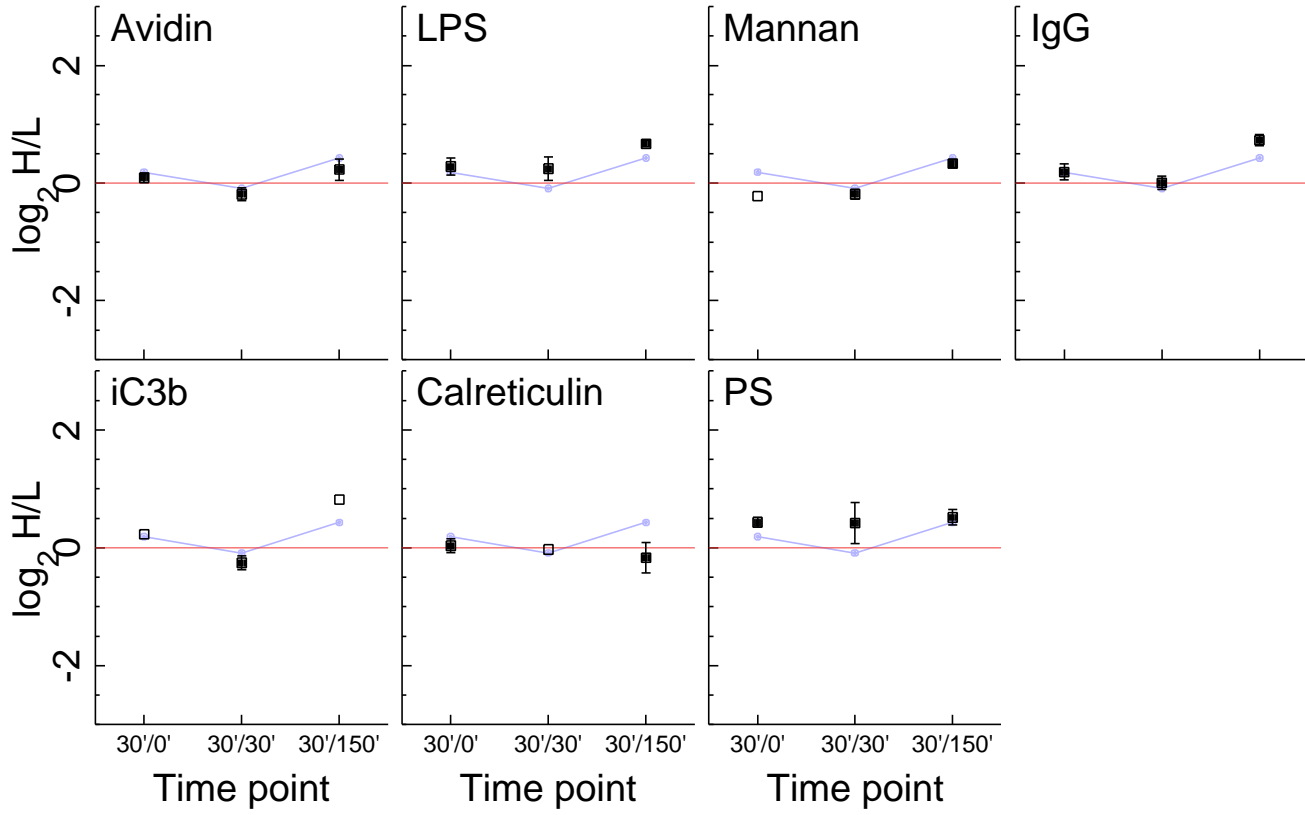 Avidin
LPS
Mannan
IgG
2
0
-2
log2 H/L
iC3b
Calreticulin
PS
2
0
-2
log2 H/L
30'/0' 30'/30' 30'/150'
30'/0' 30'/30' 30'/150'
30'/0' 30'/30' 30'/150'
Time point
Time point
Time point